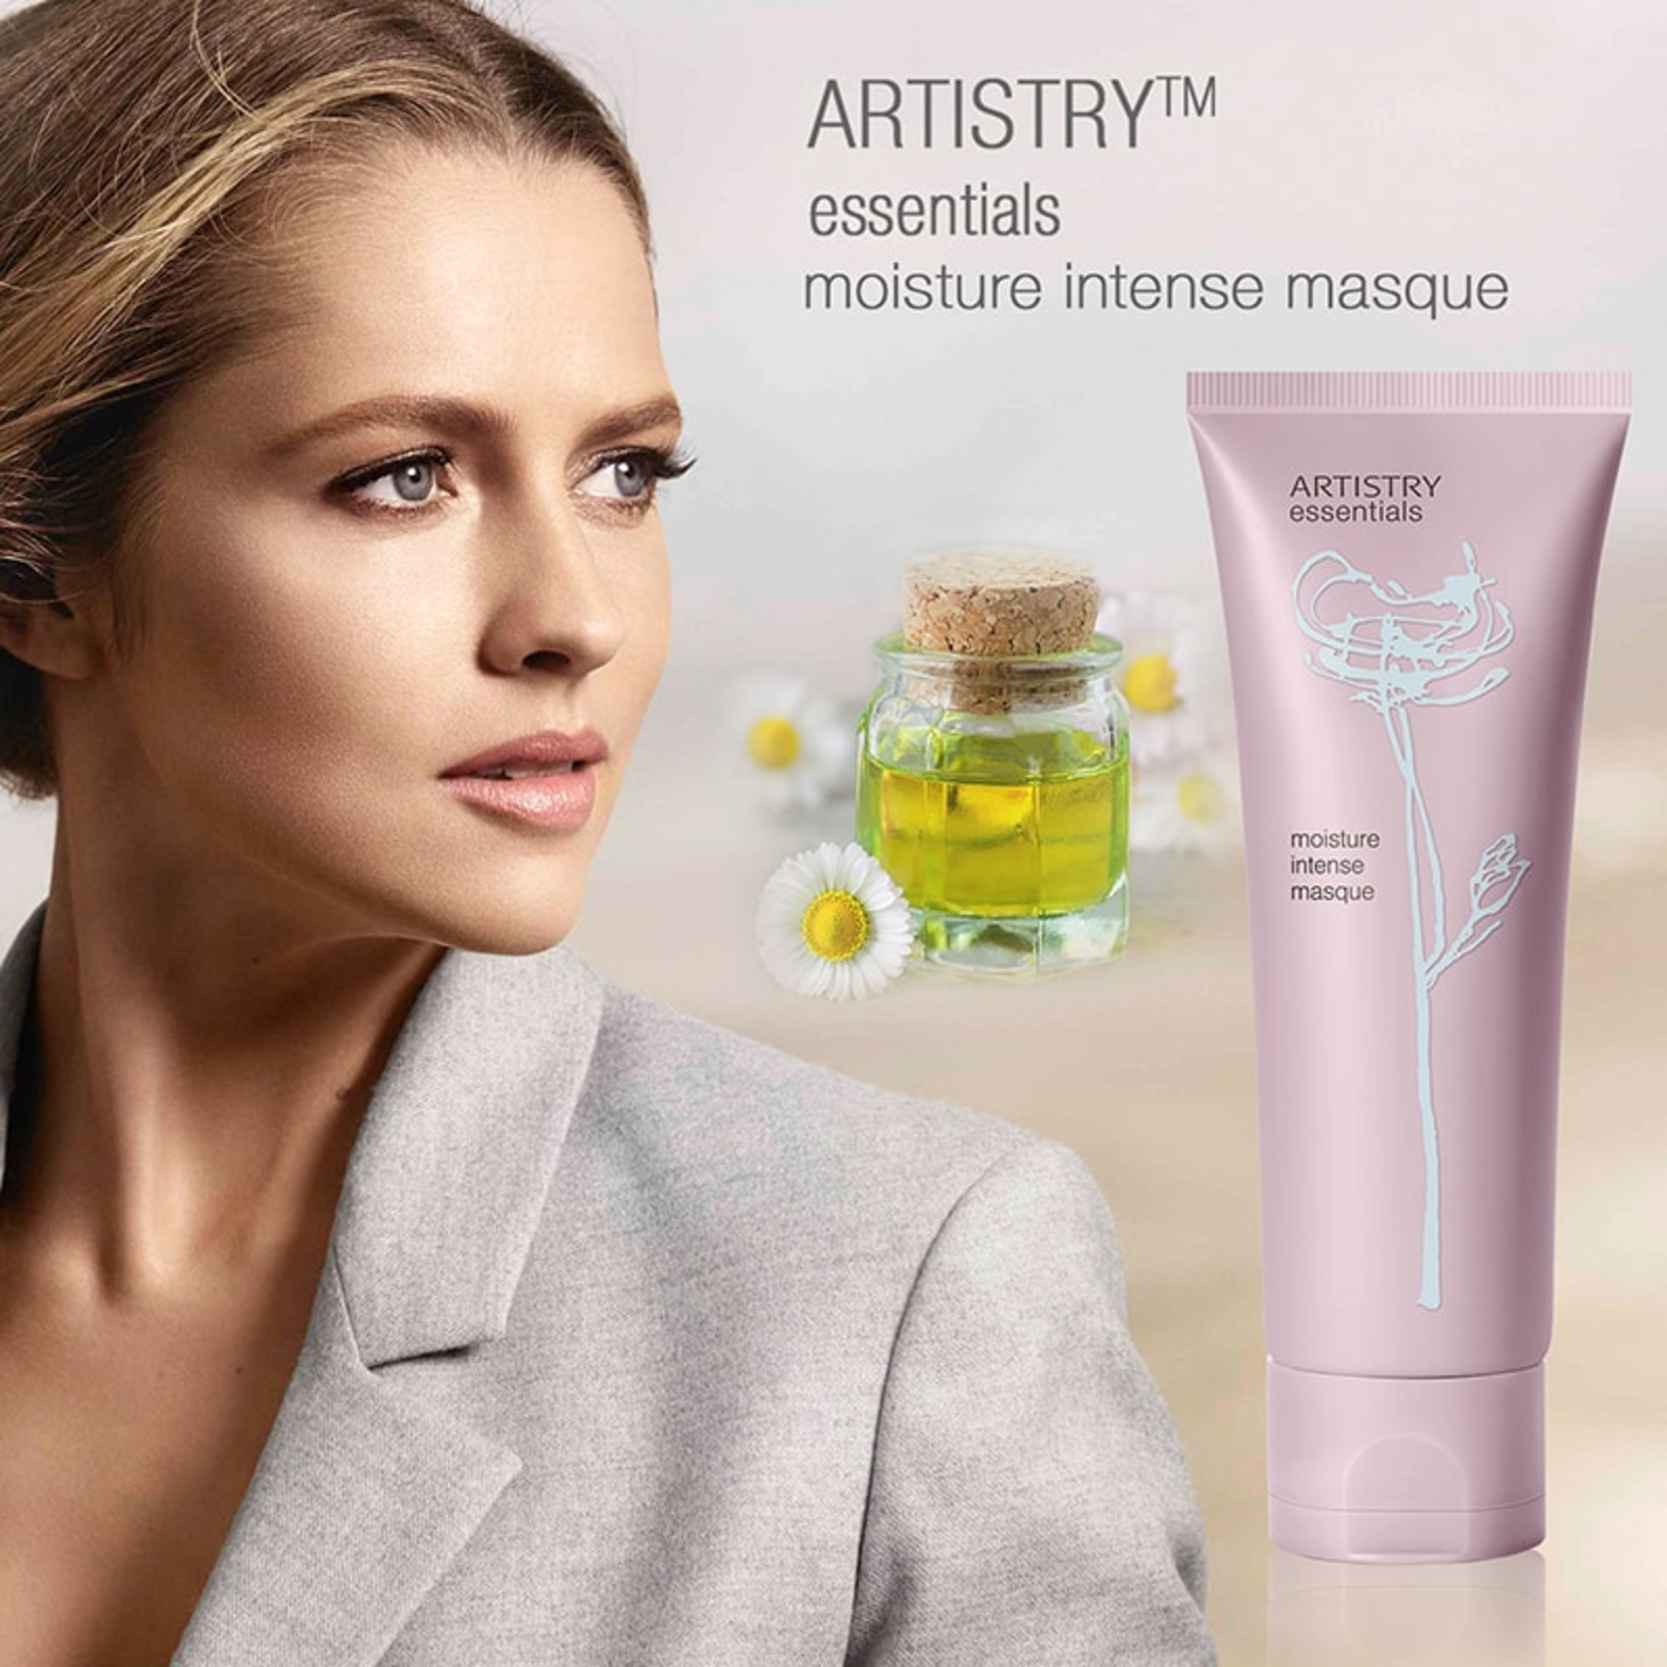 ARTISTRY™
essentials
moisture intense masque
ARTISTRY
essentials
moisture
intense
masque